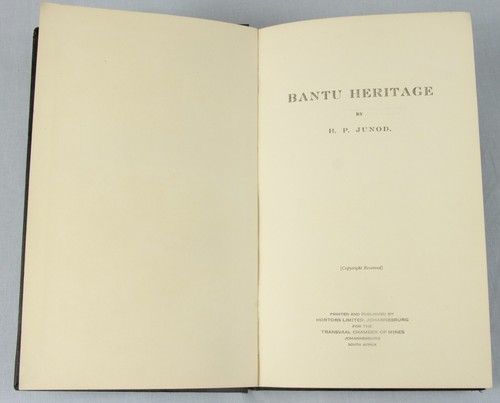 BANTU HERITAGE
BY
H. P. JUNOD.
[Copyright Reserved]
PRINTED AND PUBLISHED BY
HORTORS LIMITED, JOHANNESBURG
FOR THE
TRANSVAAL CHAMBER OF MINES
JOHANNESBURG
SOUTH AFRICA